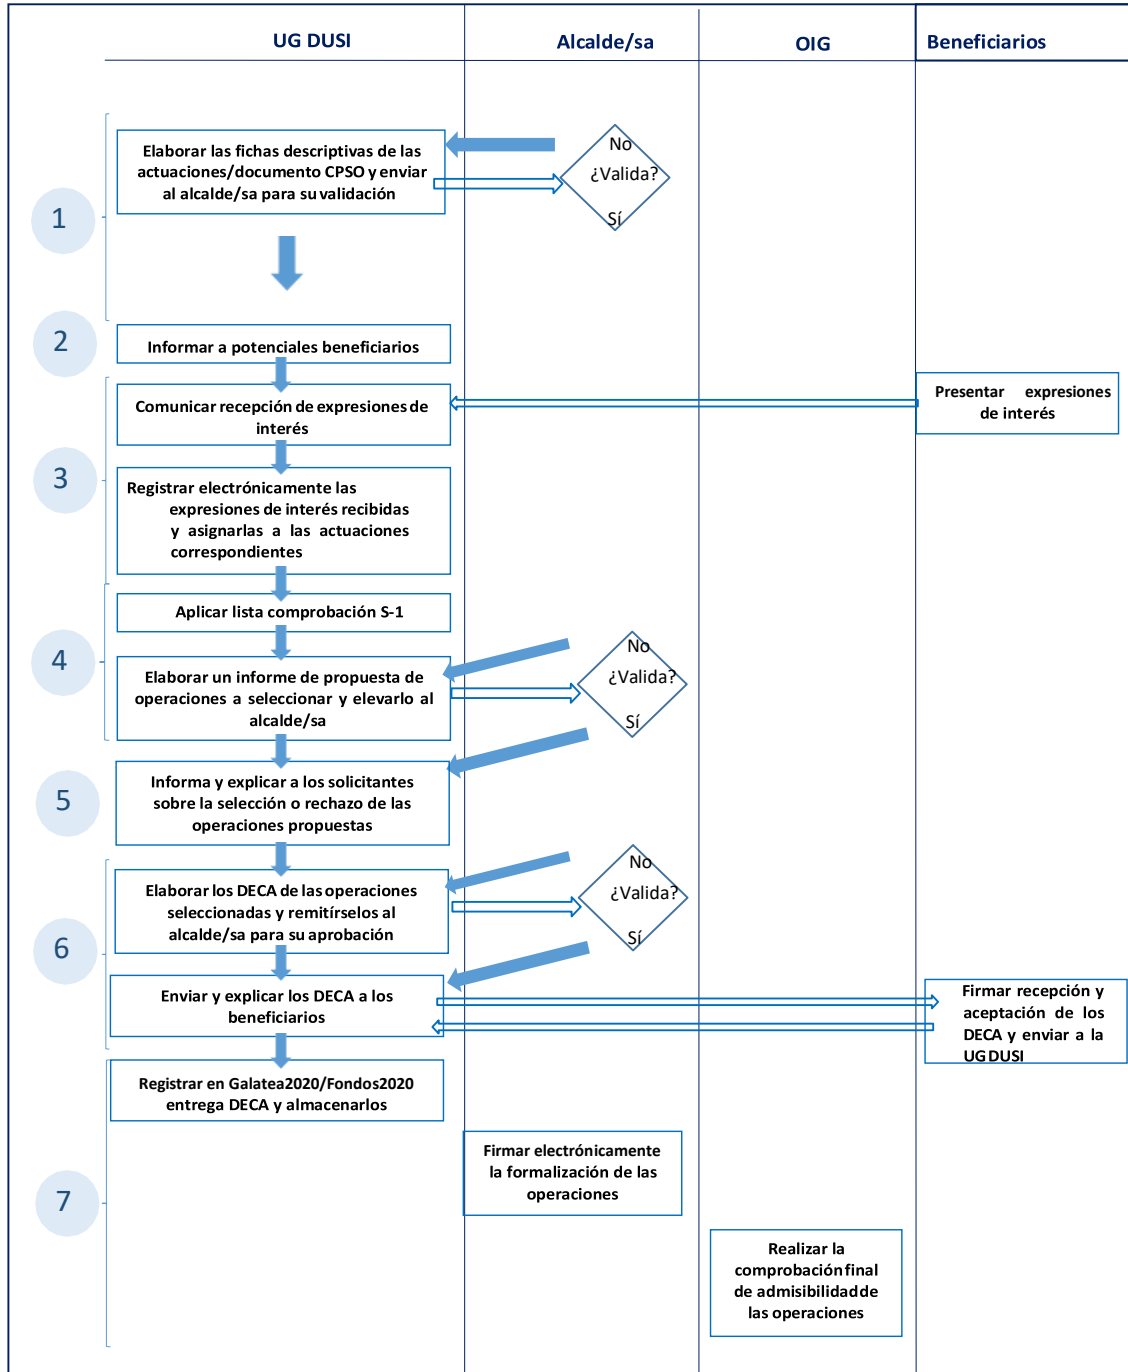 UG DUSI
Alcalde/sa
OIG
Beneficiarios
1
Elaborar las fichas descriptivas de las
actuaciones/documento CPSO y enviar
al alcalde/sa para su validación
No
¿Valida?
Sí
2
Informar a potenciales beneficiarios
3
Comunicar recepción de expresiones de
interés
Presentar expresiones
de interés
Registrar electrónicamente las
expresiones de interés recibidas
y asignarlas a las actuaciones
correspondientes
4
Aplicar lista comprobación S-1
Elaborar un informe de propuesta de
operaciones a seleccionar y elevarlo al
alcalde/sa
No
¿Valida?
Sí
5
Informa y explicar a los solicitantes
sobre la selección o rechazo de las
operaciones propuestas
6
Elaborar los DECA de las operaciones
seleccionadas y remitírselos al
alcalde/sa para su aprobación
No
¿Valida?
Sí
Enviar y explicar los DECA a los
beneficiarios
Firmar recepción y
aceptación de los
DECA y enviar a la
UG DUSI
7
Registrar en Galatea2020/Fondos2020
entrega DECA y almacenarlos
Firmar electrónicamente
la formalización de las
operaciones
Realizar la
comprobación final
de admisibilidad de
las operaciones